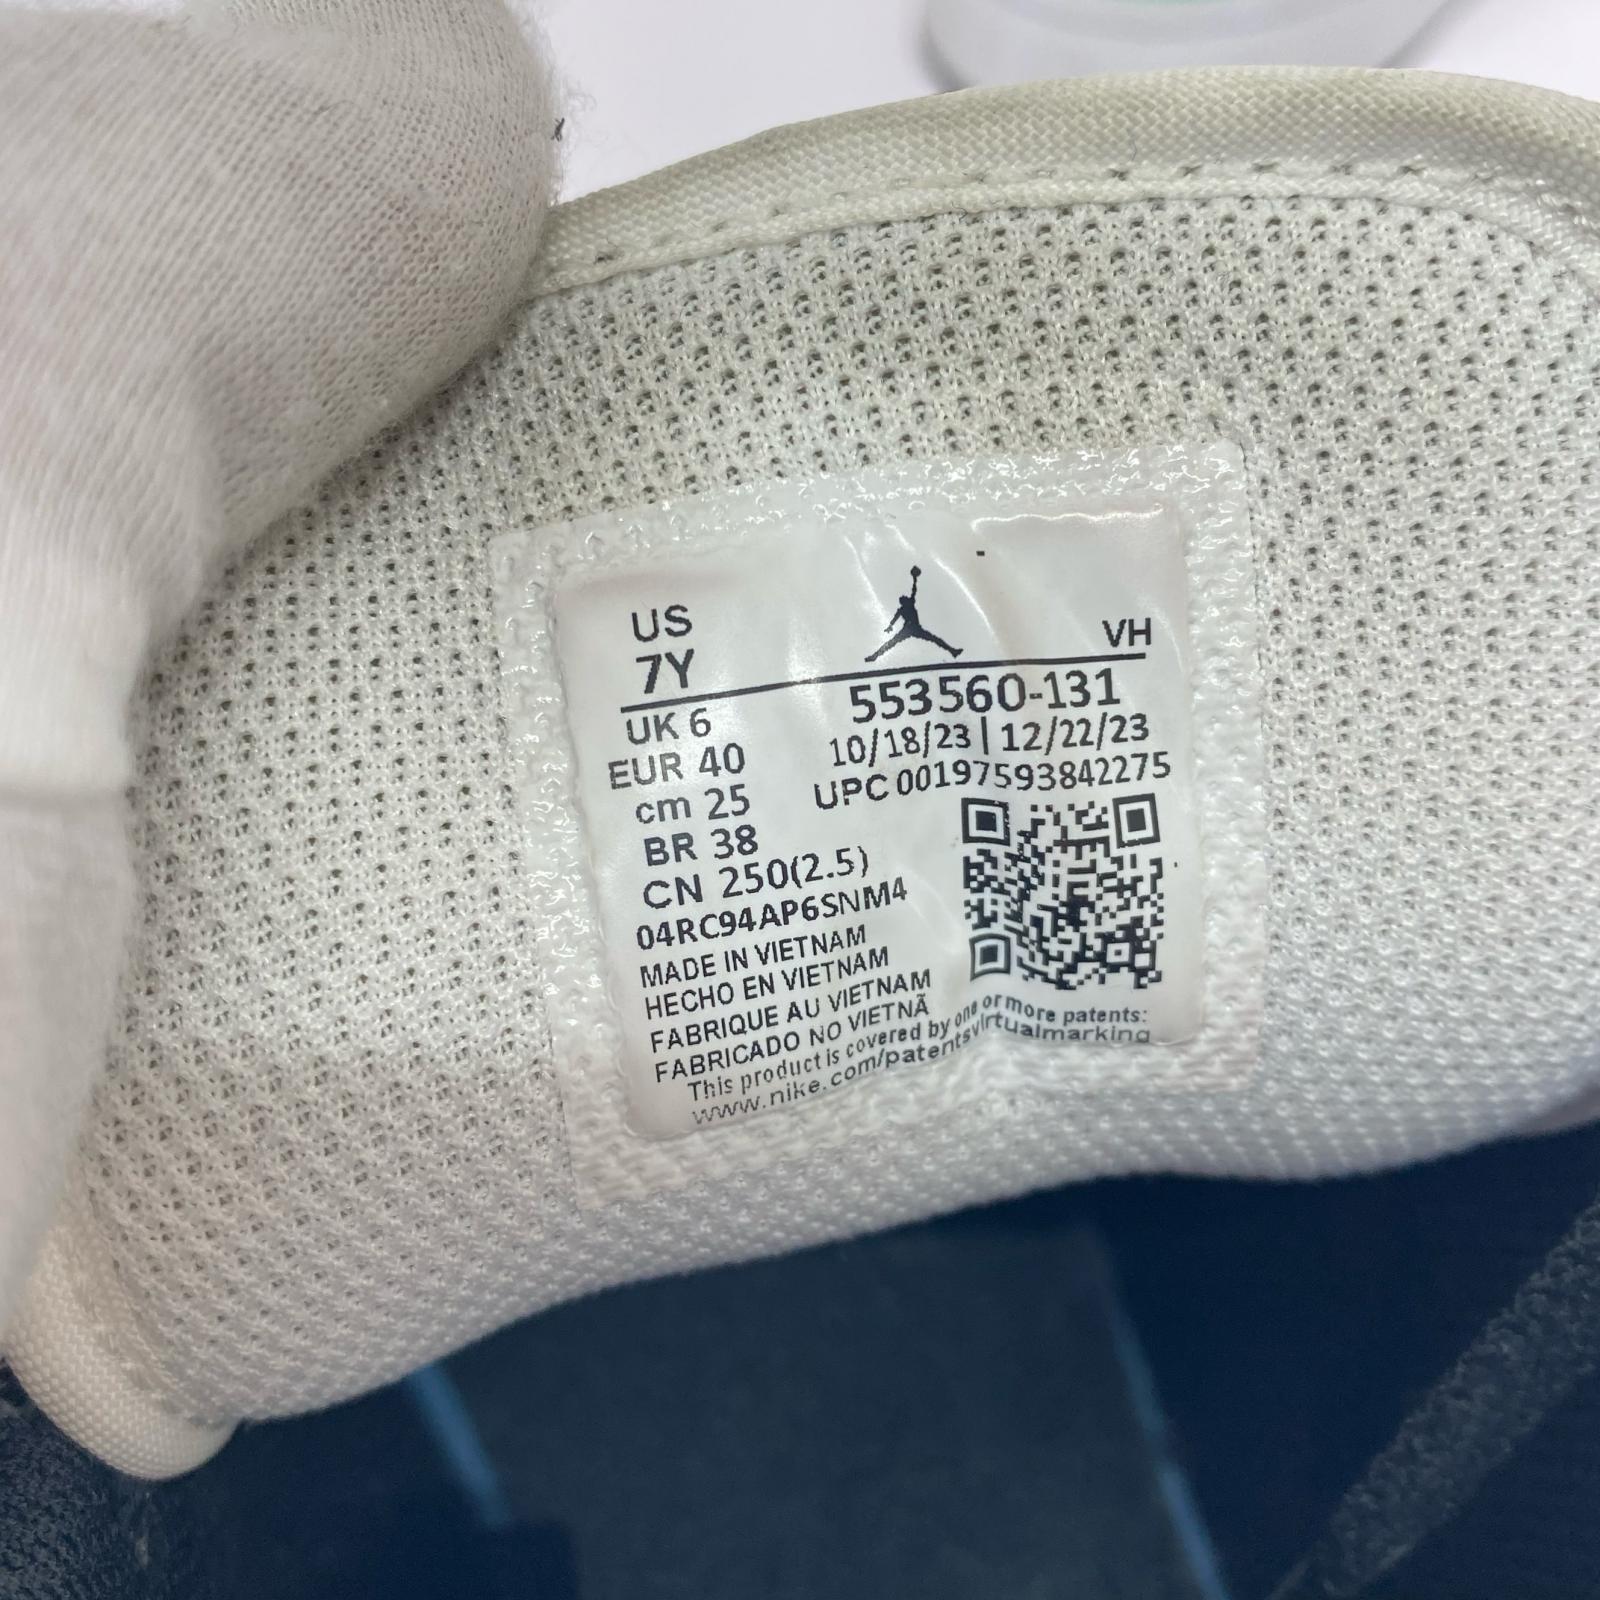 US
7Y
VH
UK 6
EUR 40
cm 25
BR 38
CN 250(2.5)
553560-131
10/18/23 | 12/22/23
UPC 00197593842275
04RC94AP6SNM4
MADE IN VIETNAM
HECHO EN VIETNAM
FABRIQUE AU VIETNAM
FABRICADO NO VIETNÃ
This product is covered by one or more patents:
www.nike.com/patentsvirtualmarking